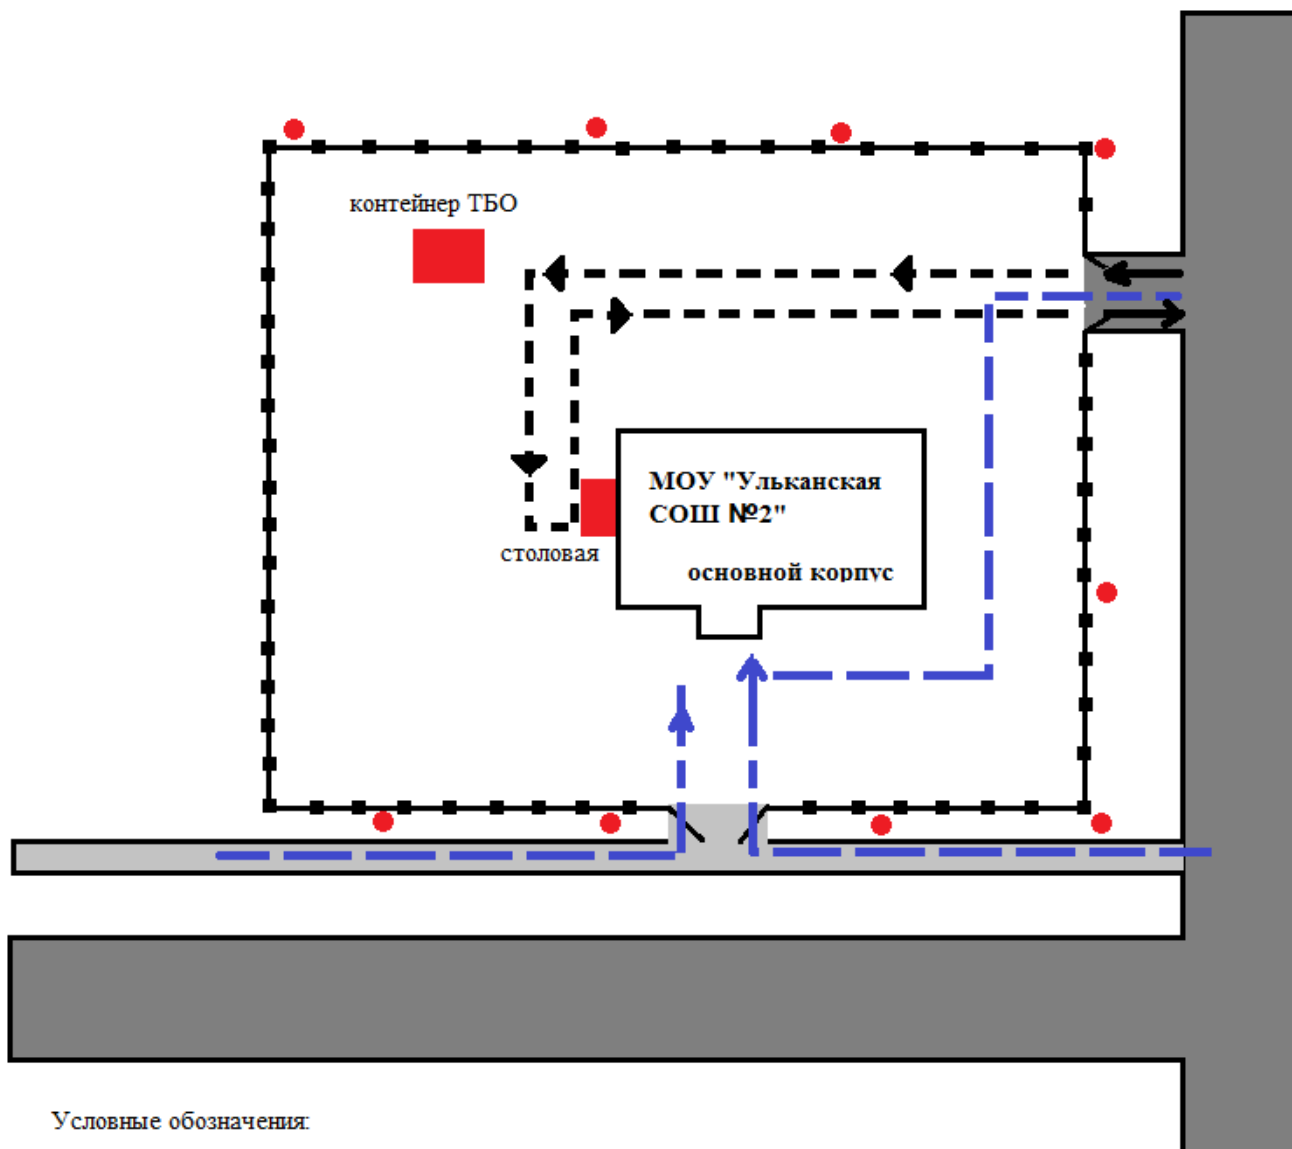 контейнер ТБО
МОУ "Ульканская
СОШ №2"
столовая
основной корпус
Условные обозначения: